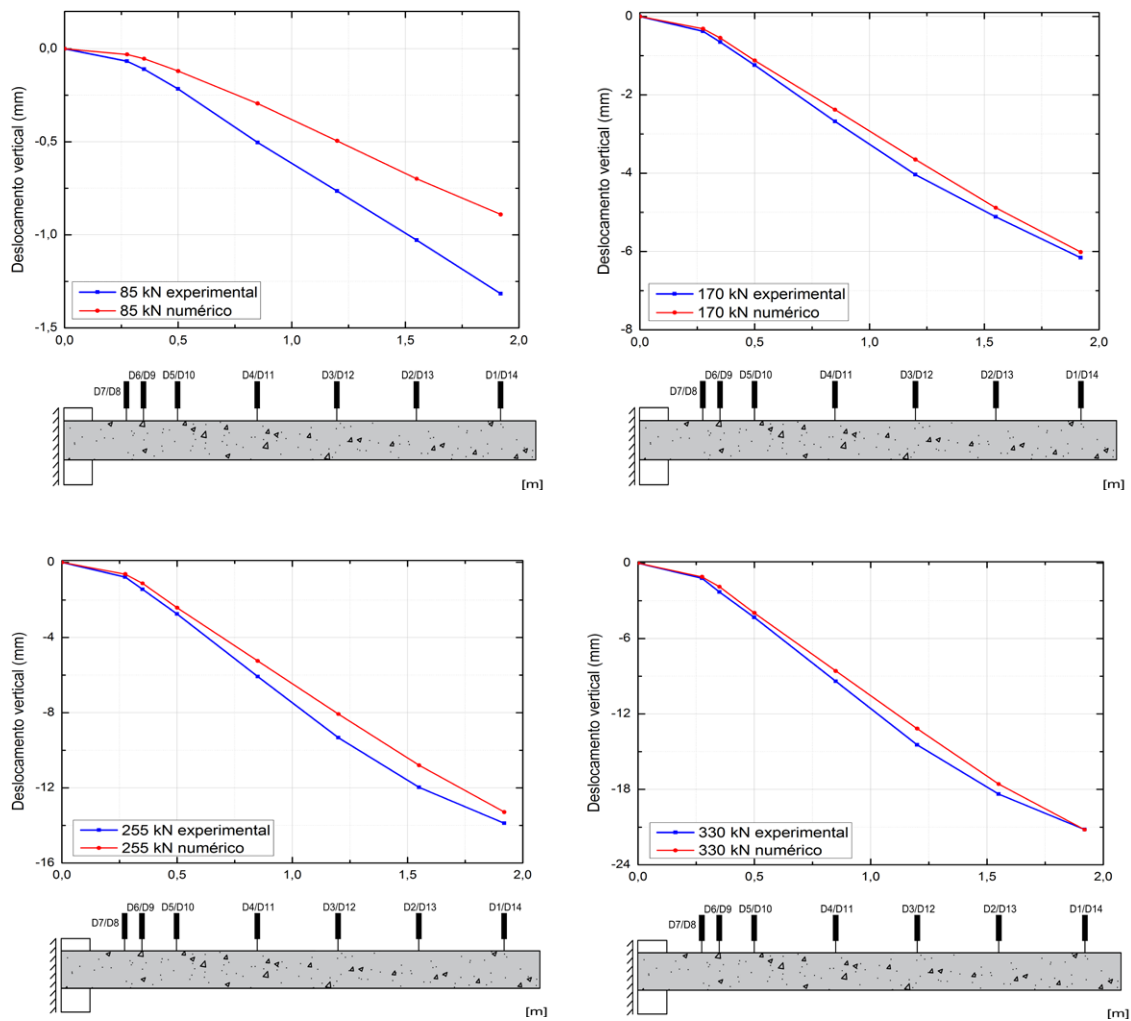 Deslocamento vertical (mm)
0,0
-0,5
-1,0
-1,5
85 kN experimental
85 kN numérico
0,0 0,5 1,0 1,5 2,0
D7/D8 D6/D9 D5/D10 D4/D11 D3/D12 D2/D13 D1/D14
[m]
Deslocamento vertical (mm)
0
-2
-4
-6
-8
170 kN experimental
170 kN numérico
0,0 0,5 1,0 1,5 2,0
D7/D8 D6/D9 D5/D10 D4/D11 D3/D12 D2/D13 D1/D14
[m]
Deslocamento vertical (mm)
0
-4
-8
-12
-16
255 kN experimental
255 kN numérico
0,0 0,5 1,0 1,5 2,0
D7/D8 D6/D9 D5/D10 D4/D11 D3/D12 D2/D13 D1/D14
[m]
Deslocamento vertical (mm)
0
-6
-12
-18
-24
330 kN experimental
330 kN numérico
0,0 0,5 1,0 1,5 2,0
D7/D8 D6/D9 D5/D10 D4/D11 D3/D12 D2/D13 D1/D14
[m]